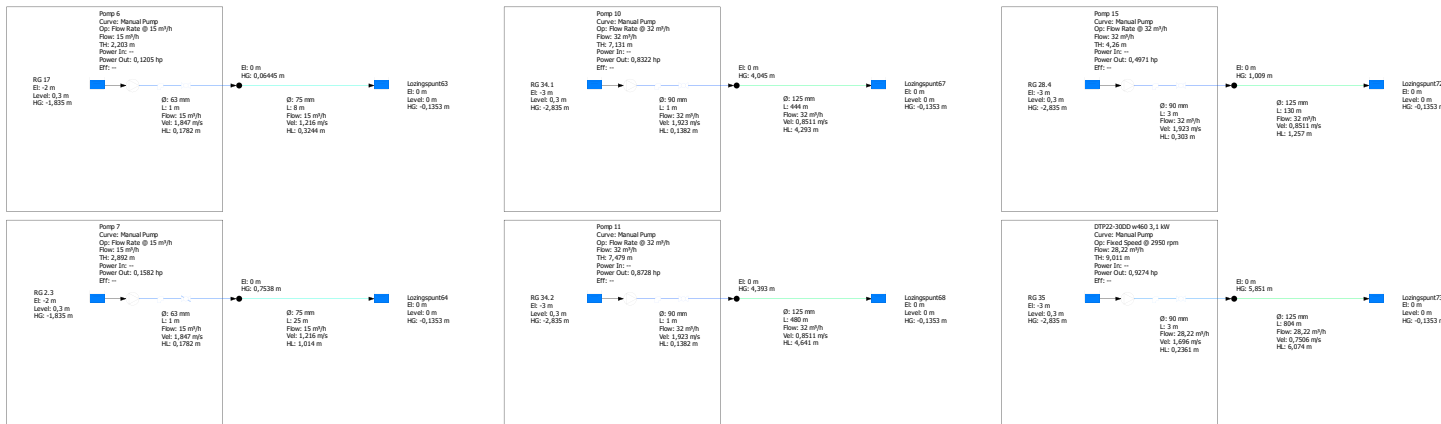 Pomp 6
Curve: Manual Pump
Op: Flow Rate @ 15 m³/h
Flow: 15 m³/h
TH: 2,203 m
Power In: --
Power Out: 0,1205 hp
Eff: --
RG 17
El: -2 m
Level: 0,3 m
HG: -1,835 m
Ø: 63 mm
L: 1 m
Flow: 15 m³/h
Vel: 1,847 m/s
HL: 0,1782 m
El: 0 m
HG: 0,06445 m
Ø: 75 mm
L: 8 m
Flow: 15 m³/h
Vel: 1,216 m/s
HL: 0,3244 m
Lozingspunt63
El: 0 m
Level: 0 m
HG: -0,1353 m
Pomp 10
Curve: Manual Pump
Op: Flow Rate @ 32 m³/h
Flow: 32 m³/h
TH: 7,131 m
Power In: --
Power Out: 0,8322 hp
Eff: --
RG 34.1
El: -3 m
Level: 0,3 m
HG: -2,835 m
Ø: 90 mm
L: 1 m
Flow: 32 m³/h
Vel: 1,923 m/s
HL: 0,1382 m
El: 0 m
HG: 4,045 m
Ø: 125 mm
L: 444 m
Flow: 32 m³/h
Vel: 0,8511 m/s
HL: 4,293 m
Lozingspunt67
El: 0 m
Level: 0 m
HG: -0,1353 m
Pomp 15
Curve: Manual Pump
Op: Flow Rate @ 32 m³/h
Flow: 32 m³/h
TH: 4,26 m
Power In: --
Power Out: 0,4971 hp
Eff: --
RG 28.4
El: -3 m
Level: 0,3 m
HG: -2,835 m
Ø: 90 mm
L: 3 m
Flow: 32 m³/h
Vel: 1,923 m/s
HL: 0,303 m
El: 0 m
HG: 1,009 m
Ø: 125 mm
L: 130 m
Flow: 32 m³/h
Vel: 0,8511 m/s
HL: 1,257 m
El: 0 m
Level: 0 m
HG: -0,1353
Pomp 7
Curve: Manual Pump
Op: Flow Rate @ 15 m³/h
Flow: 15 m³/h
TH: 2,892 m
Power In: --
Power Out: 0,1582 hp
Eff: --
RG 2.3
El: -2 m
Level: 0,3 m
HG: -1,835 m
Ø: 63 mm
L: 1 m
Flow: 15 m³/h
Vel: 1,847 m/s
HL: 0,1782 m
El: 0 m
HG: 0,7538 m
Ø: 75 mm
L: 25 m
Flow: 15 m³/h
Vel: 1,216 m/s
HL: 1,014 m
Lozingspunt64
El: 0 m
Level: 0 m
HG: -0,1353 m
Pomp 11
Curve: Manual Pump
Op: Flow Rate @ 32 m³/h
Flow: 32 m³/h
TH: 7,479 m
Power In: --
Power Out: 0,8728 hp
Eff: --
RG 34.2
El: -3 m
Level: 0,3 m
HG: -2,835 m
Ø: 90 mm
L: 1 m
Flow: 32 m³/h
Vel: 1,923 m/s
HL: 0,1382 m
El: 0 m
HG: 4,393 m
Ø: 125 mm
L: 480 m
Flow: 32 m³/h
Vel: 0,8511 m/s
HL: 4,641 m
Lozingspunt68
El: 0 m
Level: 0 m
HG: -0,1353 m
DTP22-30DD w460 3,1 kW
Curve: Manual Pump
Op: Fixed Speed @ 2950 rpm
Flow: 28,22 m³/h
TH: 9,011 m
Power In: --
Power Out: 0,9274 hp
Eff: --
RG 35
El: -3 m
Level: 0,3 m
HG: -2,835 m
Ø: 90 mm
L: 3 m
Flow: 28,22 m³/h
Vel: 1,696 m/s
HL: 0,2361 m
El: 0 m
HG: 5,851 m
Ø: 125 mm
L: 804 m
Flow: 28,22 m³/h
Vel: 0,7506 m/s
HL: 6,074 m
El: 0 m
Level: 0 m
HG: -0,1353